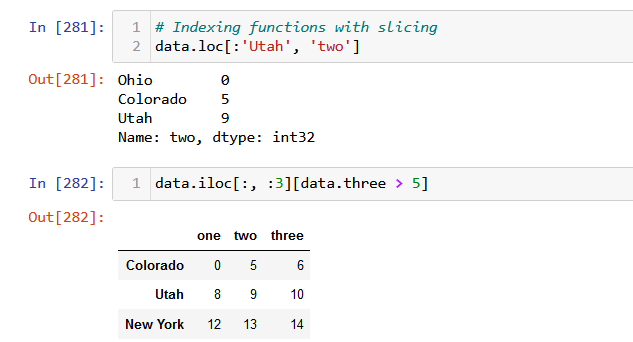 In [281]: 1 # Indexing functions with slicing
2 data.loc[:'Utah', 'two']
Out[281]: Ohio 0
Colorado 5
Utah 9
Name: two, dtype: int32
In [282]: 1 data.iloc[:, :3][data.three > 5]
Out[282]:
one two three
Colorado 0 5 6
Utah 8 9 10
New York 12 13 14